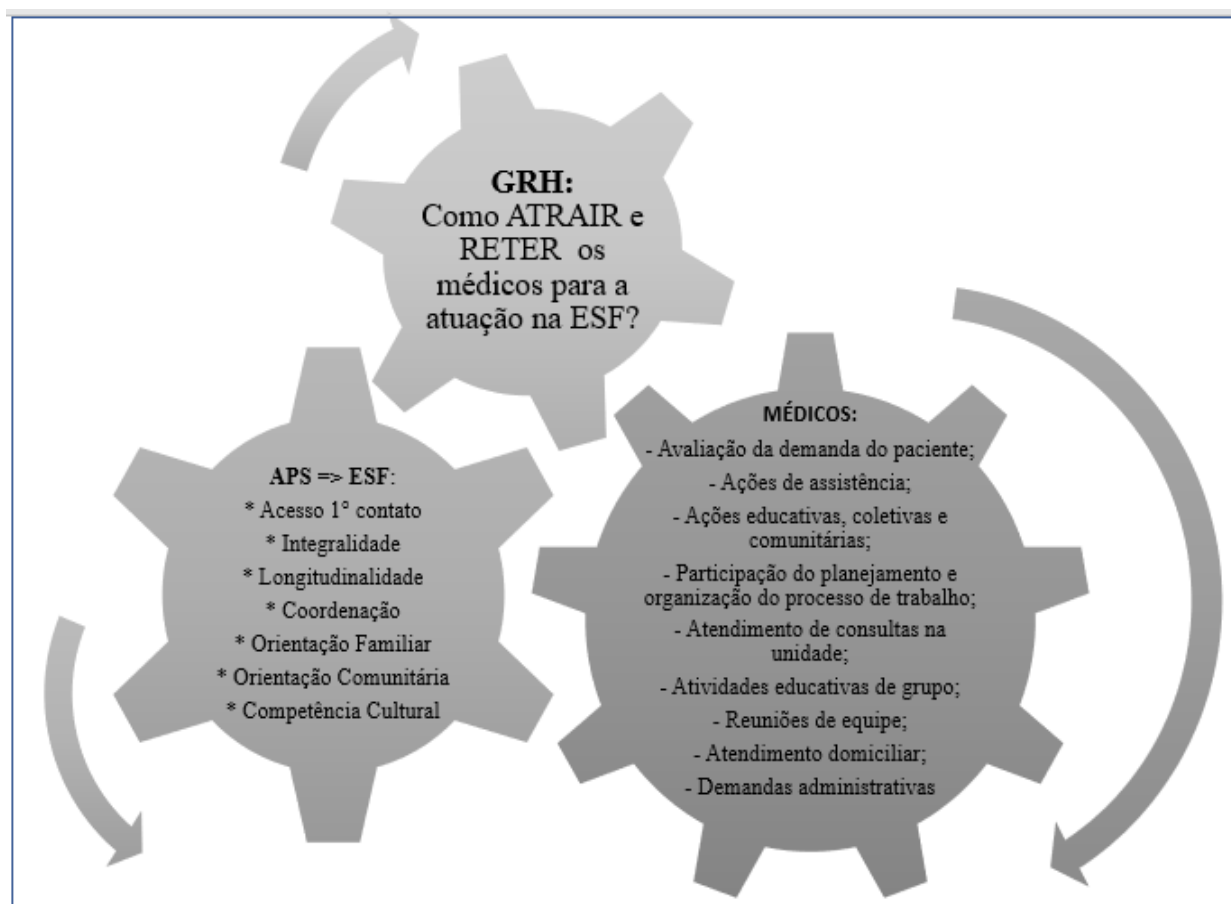 GRH:
Como ATRAIR e
RETER os
médicos para a
atuação na ESF?
APS => ESF:
* Acesso 1° contato
* Integralidade
* Longitudinalidade
* Coordenação
* Orientação Familiar
* Orientação Comunitária
* Competência Cultural
MÉDICOS:
- Avaliação da demanda do paciente;
- Ações de assistência;
- Ações educativas, coletivas e
comunitárias;
- Participação do planejamento e
organização do processo de trabalho;
- Atendimento de consultas na
unidade;
- Atividades educativas de grupo;
- Reuniões de equipe;
- Atendimento domiciliar;
- Demandas administrativas